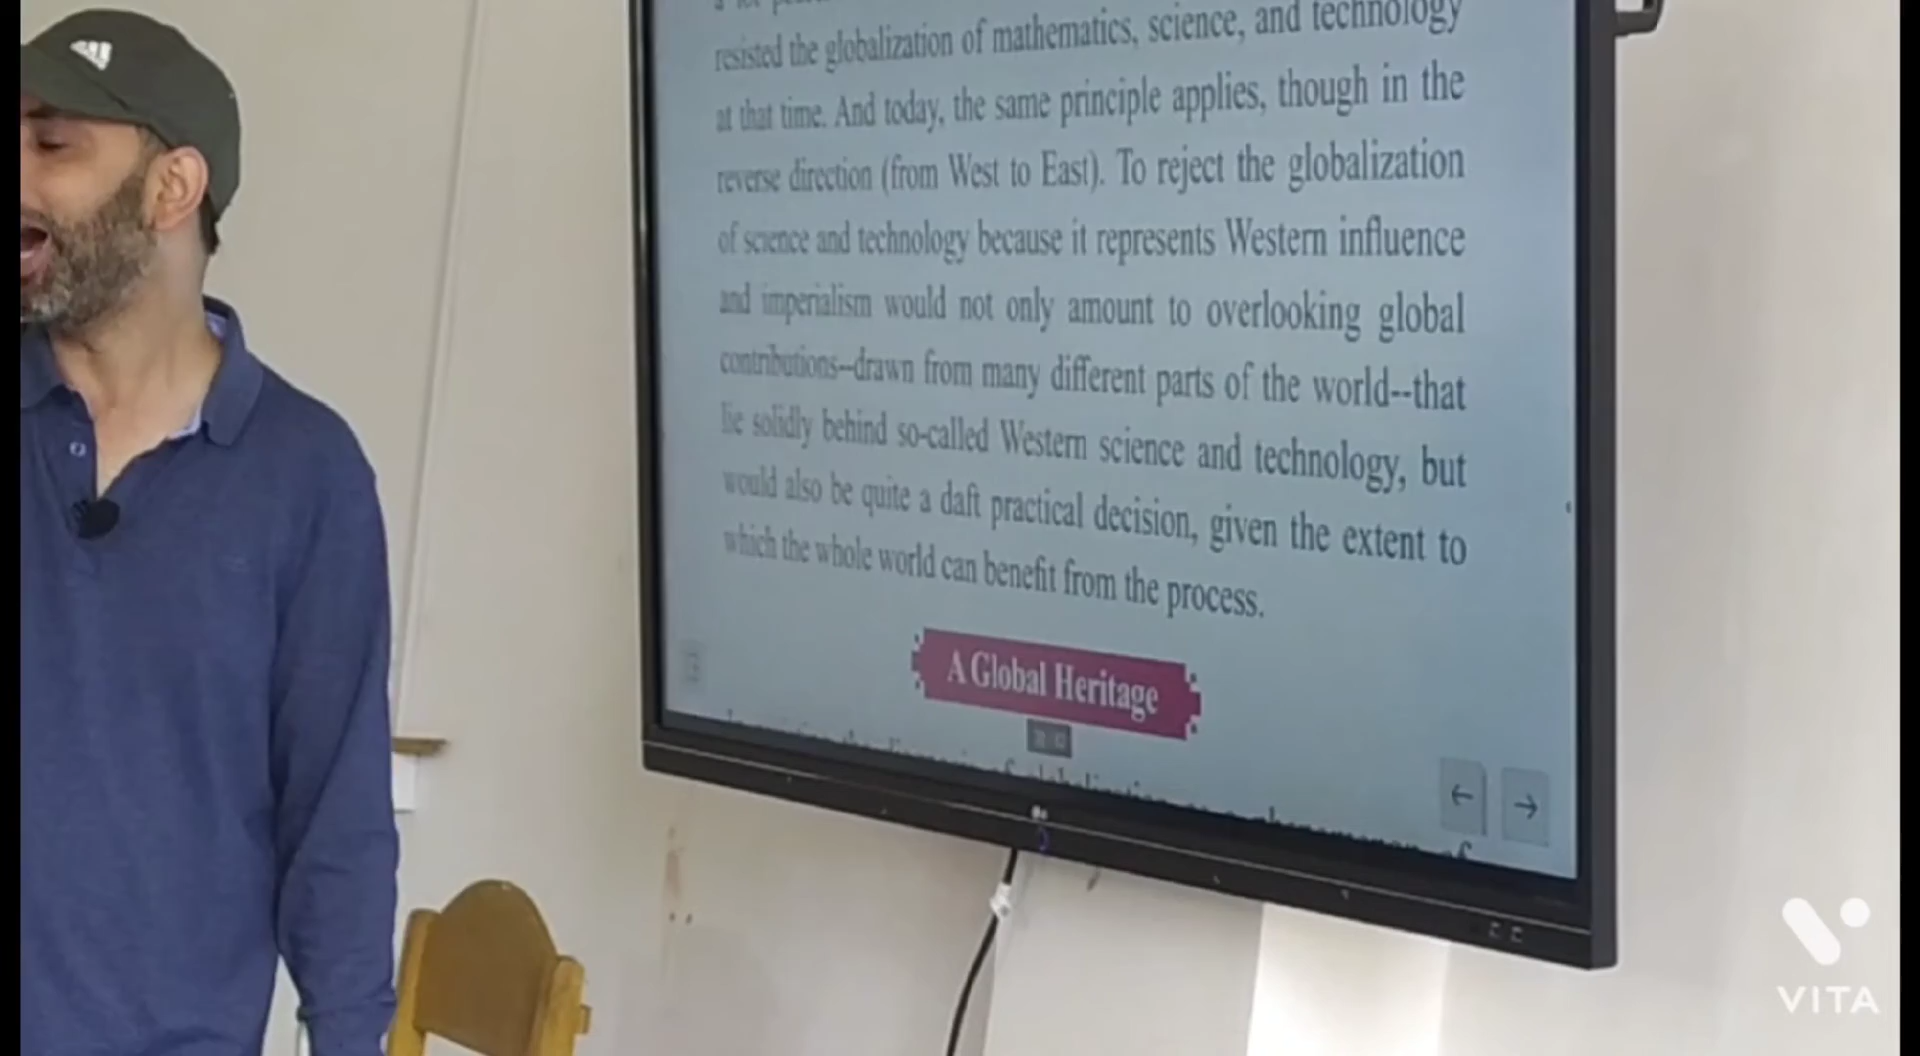 resisted the globalization of mathematics, science, and technology
at that time. And today, the same principle applies, though in the
reverse direction (from West to East). To reject the globalization
of science and technology because it represents Western influence
and imperialism would not only amount to overlooking global
contributions--drawn from many different parts of the world--that
lie solidly behind so-called Western science and technology, but
would also be quite a daft practical decision, given the extent to
which the whole world can benefit from the process.
A Global Heritage
VITA